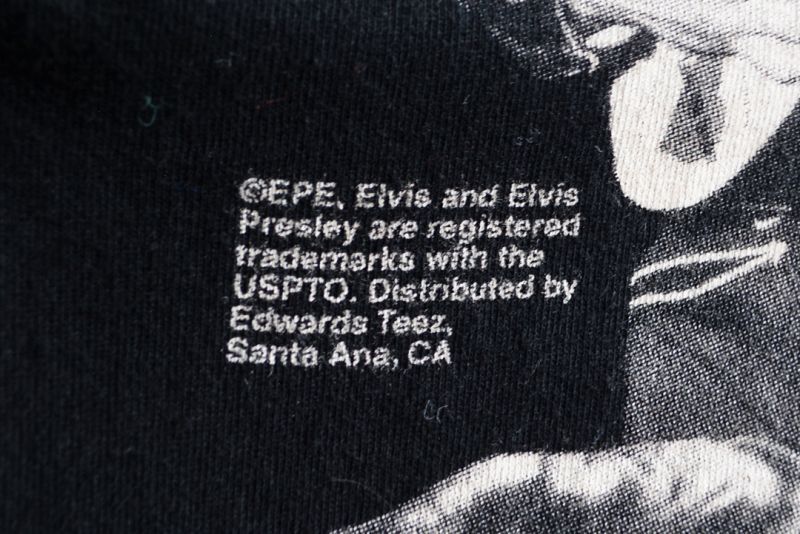 ©EPE, Elvis and Elvis
Presley are registered
trademarks with the
USPTO. Distributed by
Edwards Teez,
Santa Ana, CA